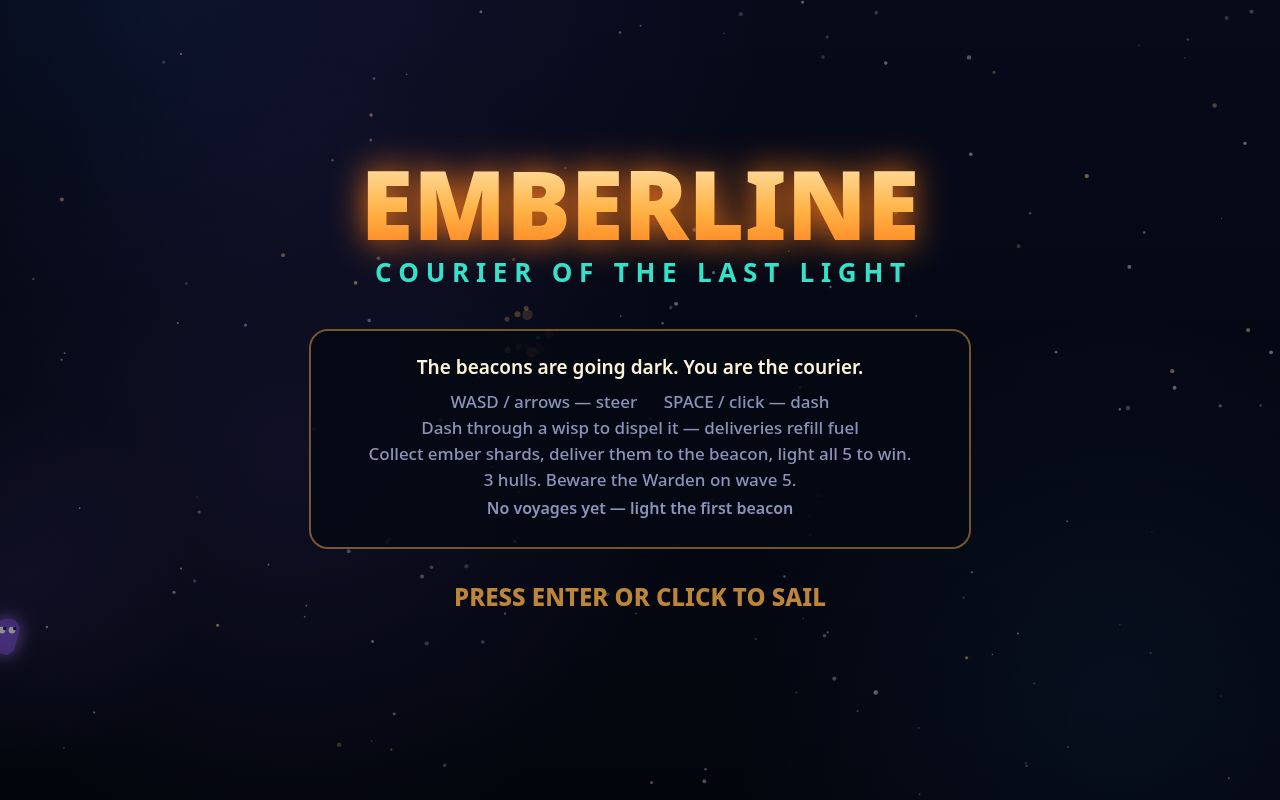 EMBERLINE
COURIER OF THE LAST LIGHT
The beacons are going dark. You are the courier.
WASD / arrows — steer SPACE / click — dash
Dash through a wisp to dispel it — deliveries refill fuel
Collect ember shards, deliver them to the beacon, light all 5 to win.
3 hulls. Beware the Warden on wave 5.
No voyages yet — light the first beacon
PRESS ENTER OR CLICK TO SAIL